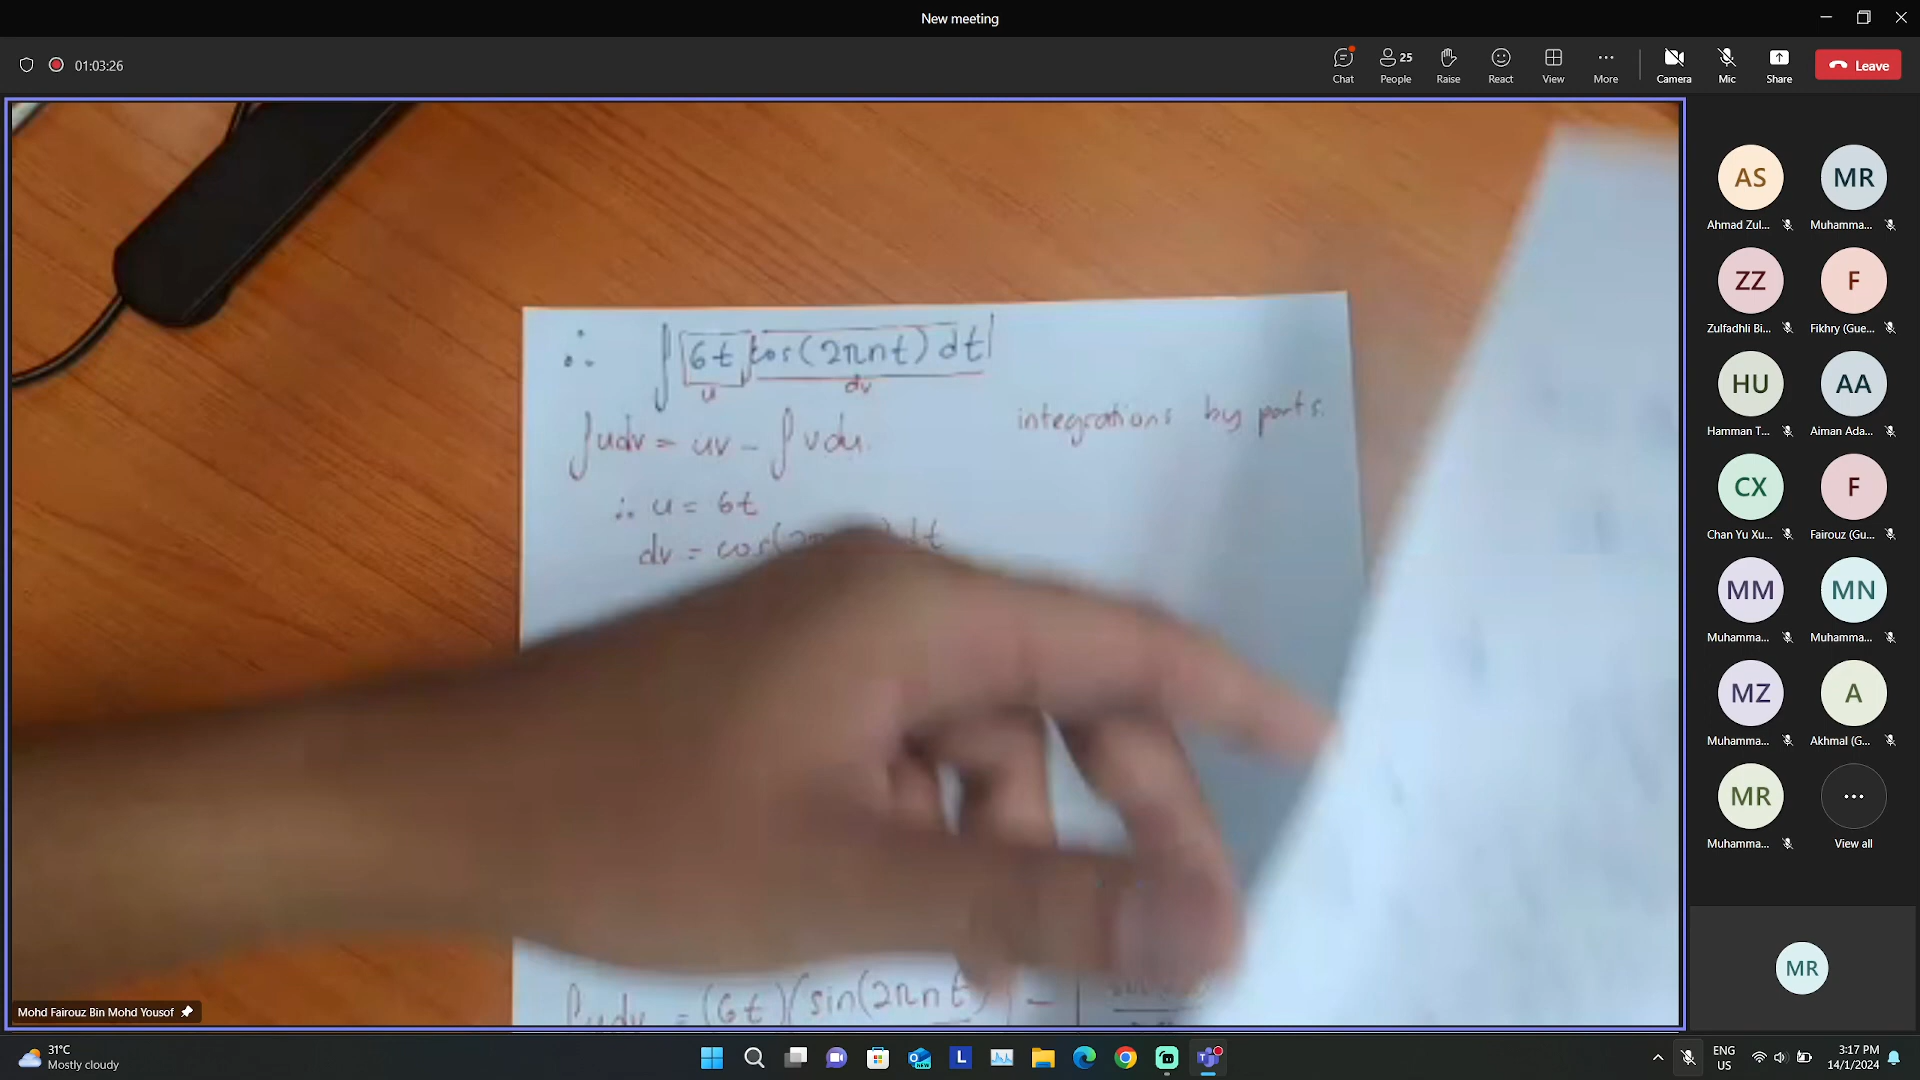 New meeting
01:03:26
Chat
25
People
Raise
React
View
More
Camera
Mic
Share
Leave
∴ ∫ 6t cos(2πnt) dt
u dv
∫udv = uv - ∫vdu.
integrations by parts.
∴ u = 6t
dv = cos(2π dt
∫udv = (6t)(sin(2πnt) -
Mohd Fairouz Bin Mohd Yousof
AS
MR
Ahmad Zul...
Muhamma...
ZZ
F
Zulfadhli Bi...
Fikhry (Gue...
HU
AA
Hamman T...
Aiman Ada...
CX
F
Chan Yu Xu...
Fairouz (Gu...
MM
MN
Muhamma...
Muhamma...
MZ
A
Muhamma...
Akhmal (G...
MR
Muhamma...
View all
MR
31°C
Mostly cloudy
NEW
L
ENG
US
3:17 PM
14/1/2024